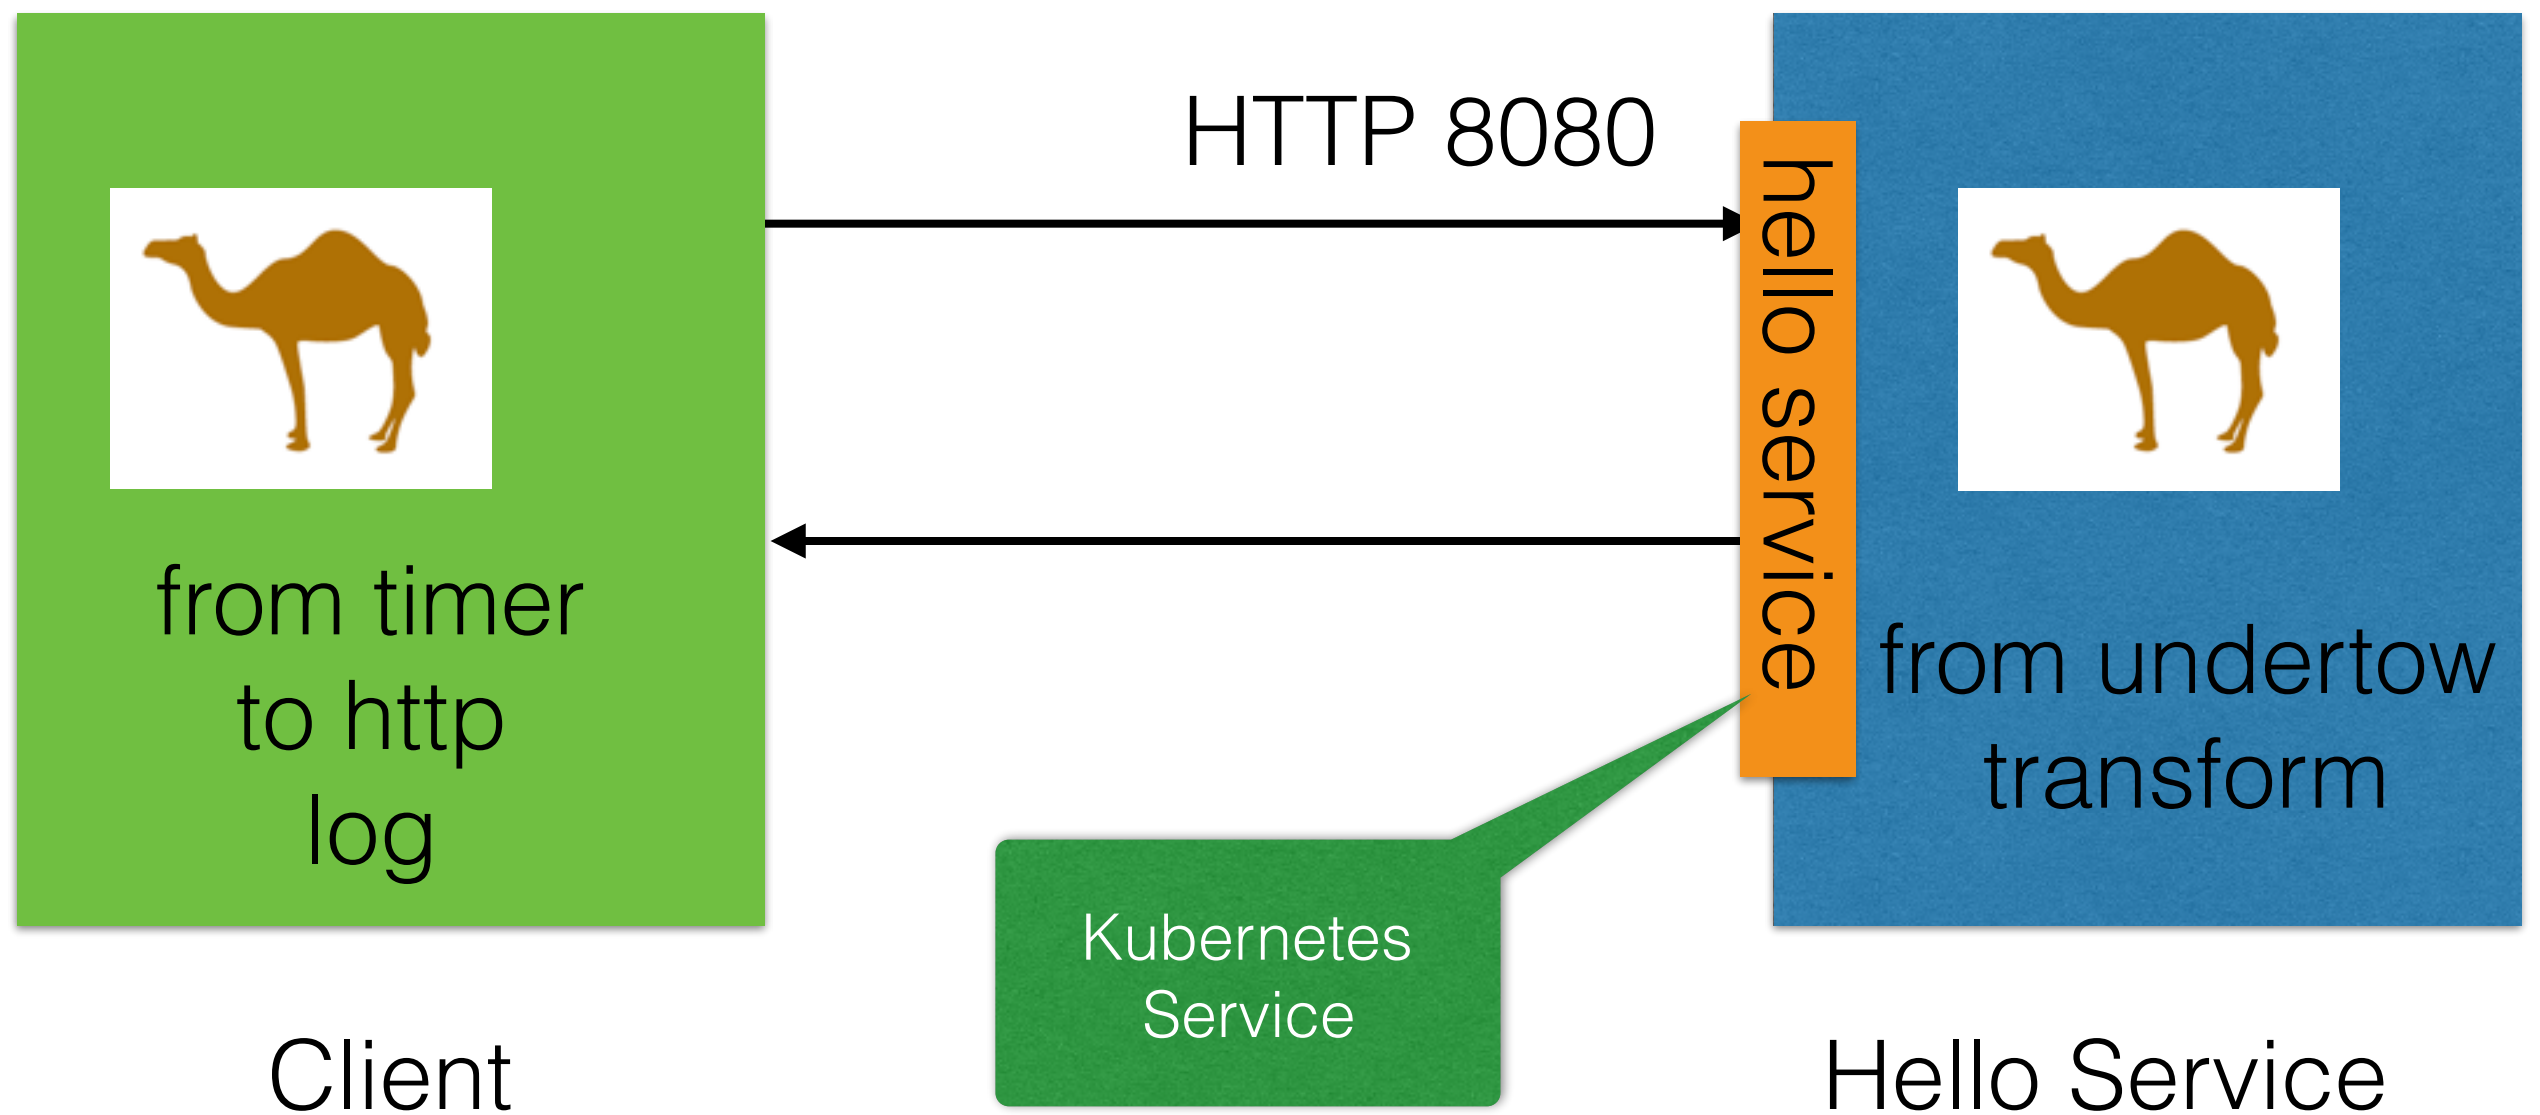 HTTP 8080
hello service
from timer
to http
log
from undertow
transform
Kubernetes
Service
Client
Hello Service